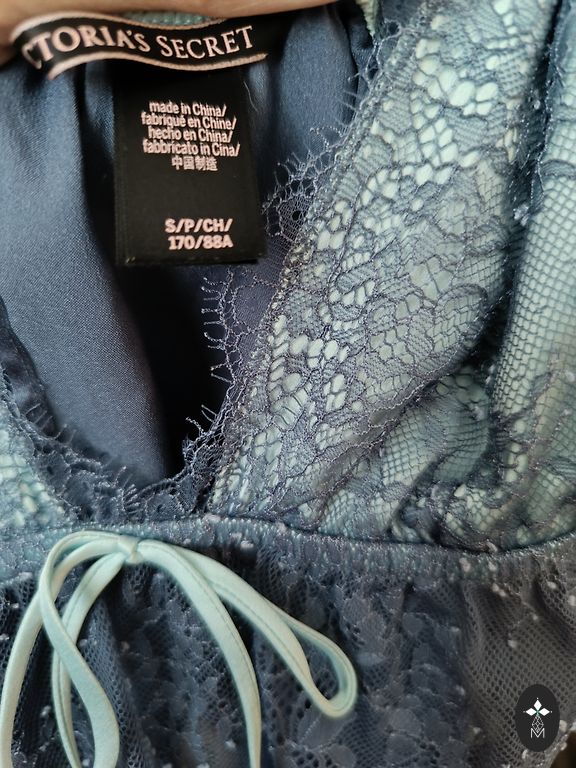 CTORIA'S SECRET
made in China/
fabriqué en Chine/
hecho en China/
fabbricato in Cina/
中国制造
S/P/CH/
170/88A
M